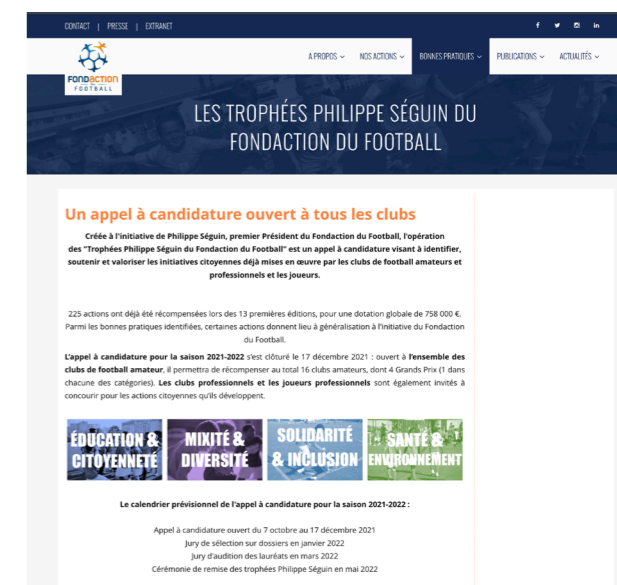 CONTACT | PRESSE | EXTRANET
FONDACTION
FOOTBALL
A PROPOS
NOS ACTIONS
BONNES PRATIQUES
PUBLICATIONS
ACTUALITÉS
LES TROPHÉES PHILIPPE SÉGUIN DU
FONDACTION DU FOOTBALL
Un appel à candidature ouvert à tous les clubs
Créée à l'initiative de Philippe Séguin, premier Président du Fondaction du Football, l'opération
des "Trophées Philippe Séguin du Fondaction du Football" est un appel à candidature visant à identifier,
soutenir et valoriser les initiatives citoyennes déjà mises en œuvre par les clubs de football amateurs et
professionnels et les joueurs.
225 actions ont déjà été récompensées lors des 13 premières éditions, pour une dotation globale de 758 000 €.
Parmi les bonnes pratiques identifiées, certaines actions donnent lieu à généralisation à l'initiative du Fondaction
du Football.
L'appel à candidature pour la saison 2021-2022 s'est clôturé le 17 décembre 2021 : ouvert à l'ensemble des
clubs de football amateur, il permettra de récompenser au total 16 clubs amateurs, dont 4 Grands Prix (1 dans
chacune des catégories). Les clubs professionnels et les joueurs professionnels sont également invités à
concourir pour les actions citoyennes qu'ils développent.
ÉDUCATION &
CITOYENNETÉ
MIXITÉ &
DIVERSITÉ
SOLIDARITÉ
& INCLUSION
SANTÉ &
ENVIRONNEMENT
Le calendrier prévisionnel de l'appel à candidature pour la saison 2021-2022 :
Appel à candidature ouvert du 7 octobre au 17 décembre 2021
Jury de sélection sur dossiers en janvier 2022
Jury d'audition des lauréats en mars 2022
Cérémonie de remise des trophées Philippe Séguin en mai 2022